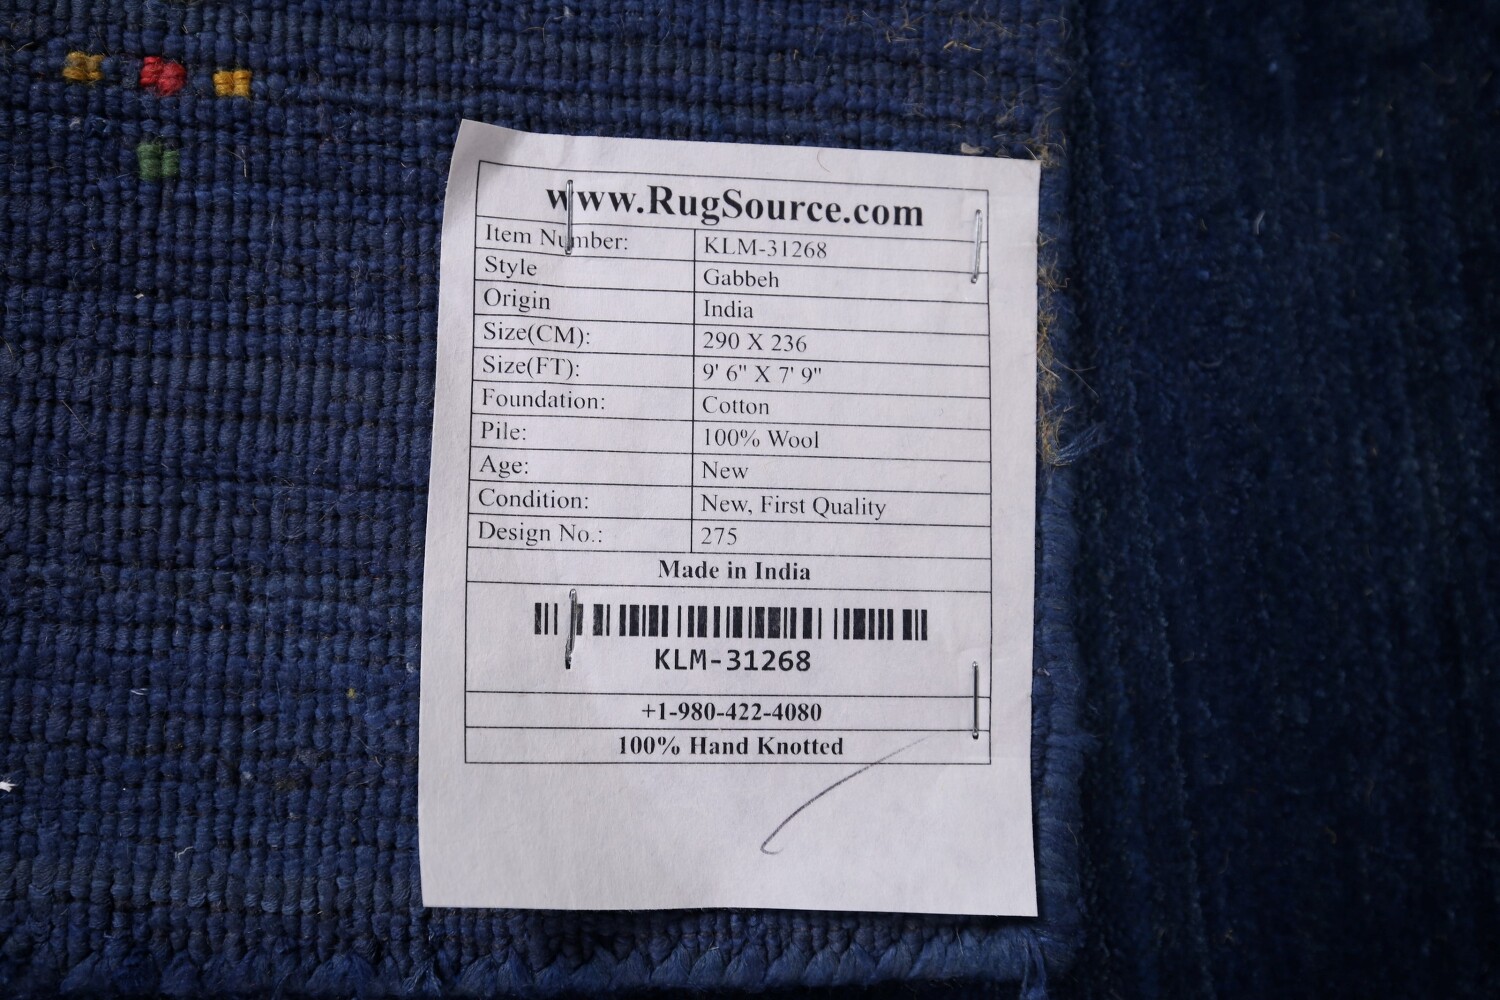 www.RugSource.com
Item Number: KLM-31268
Style Gabbeh
Origin India
Size(CM): 290 X 236
Size(FT): 9' 6" X 7' 9"
Foundation: Cotton
Pile: 100% Wool
Age: New
Condition: New, First Quality
Design No.: 275
Made in India
KLM-31268
+1-980-422-4080
100% Hand Knotted